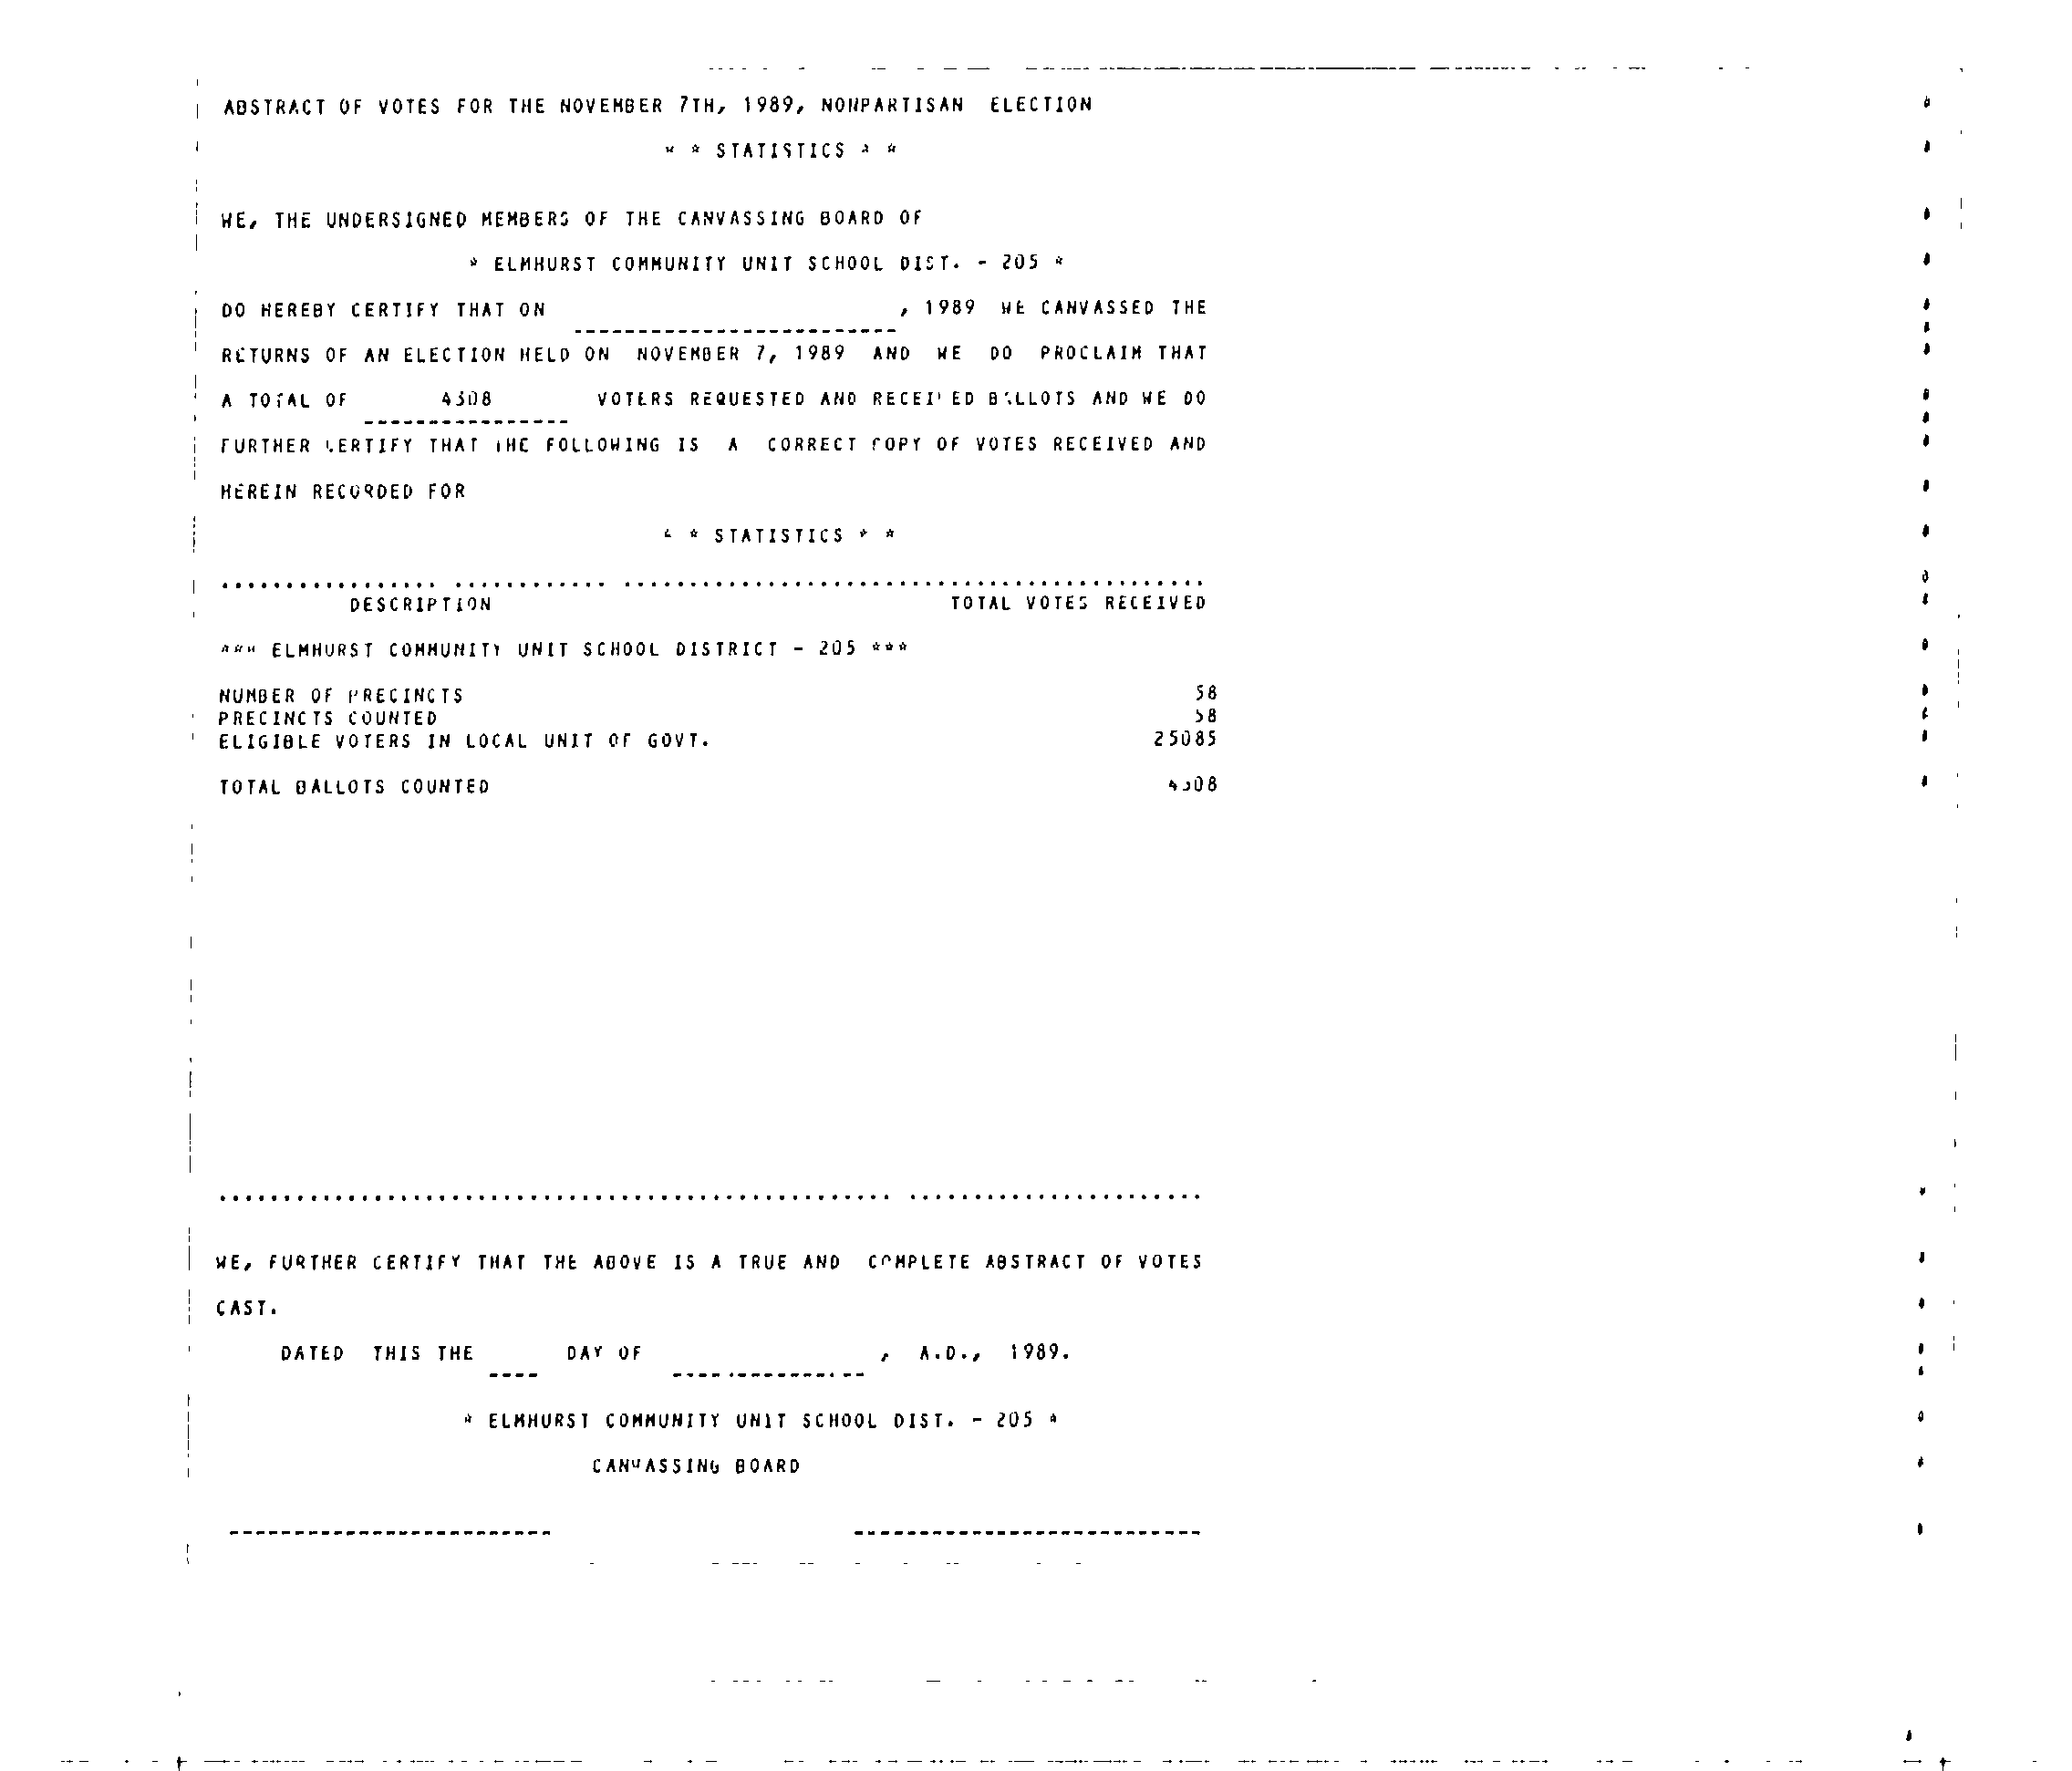 ABSTRACT OF VOTES FOR THE NOVEMBER 7TH, 1989, NONPARTISAN ELECTION
* * STATISTICS * *
WE, THE UNDERSIGNED MEMBERS OF THE CANVASSING BOARD OF
* ELMHURST COMMUNITY UNIT SCHOOL DIST. - 205 *
DO HEREBY CERTIFY THAT ON ------------------------- , 1989 WE CANVASSED THE
RETURNS OF AN ELECTION HELD ON NOVEMBER 7, 1989 AND WE DO PROCLAIM THAT
A TOTAL OF 4308 VOTERS REQUESTED AND RECEIVED BALLOTS AND WE DO
FURTHER CERTIFY THAT THE FOLLOWING IS A CORRECT COPY OF VOTES RECEIVED AND
HEREIN RECORDED FOR
* * STATISTICS * *
DESCRIPTION TOTAL VOTES RECEIVED
*** ELMHURST COMMUNITY UNIT SCHOOL DISTRICT - 205 ***
NUMBER OF PRECINCTS 58
PRECINCTS COUNTED 58
ELIGIBLE VOTERS IN LOCAL UNIT OF GOVT. 25085
TOTAL BALLOTS COUNTED 4308
WE, FURTHER CERTIFY THAT THE ABOVE IS A TRUE AND COMPLETE ABSTRACT OF VOTES
CAST.
DATED THIS THE ---- DAY OF --------------- , A.D., 1989.
* ELMHURST COMMUNITY UNIT SCHOOL DIST. - 205 *
CANVASSING BOARD